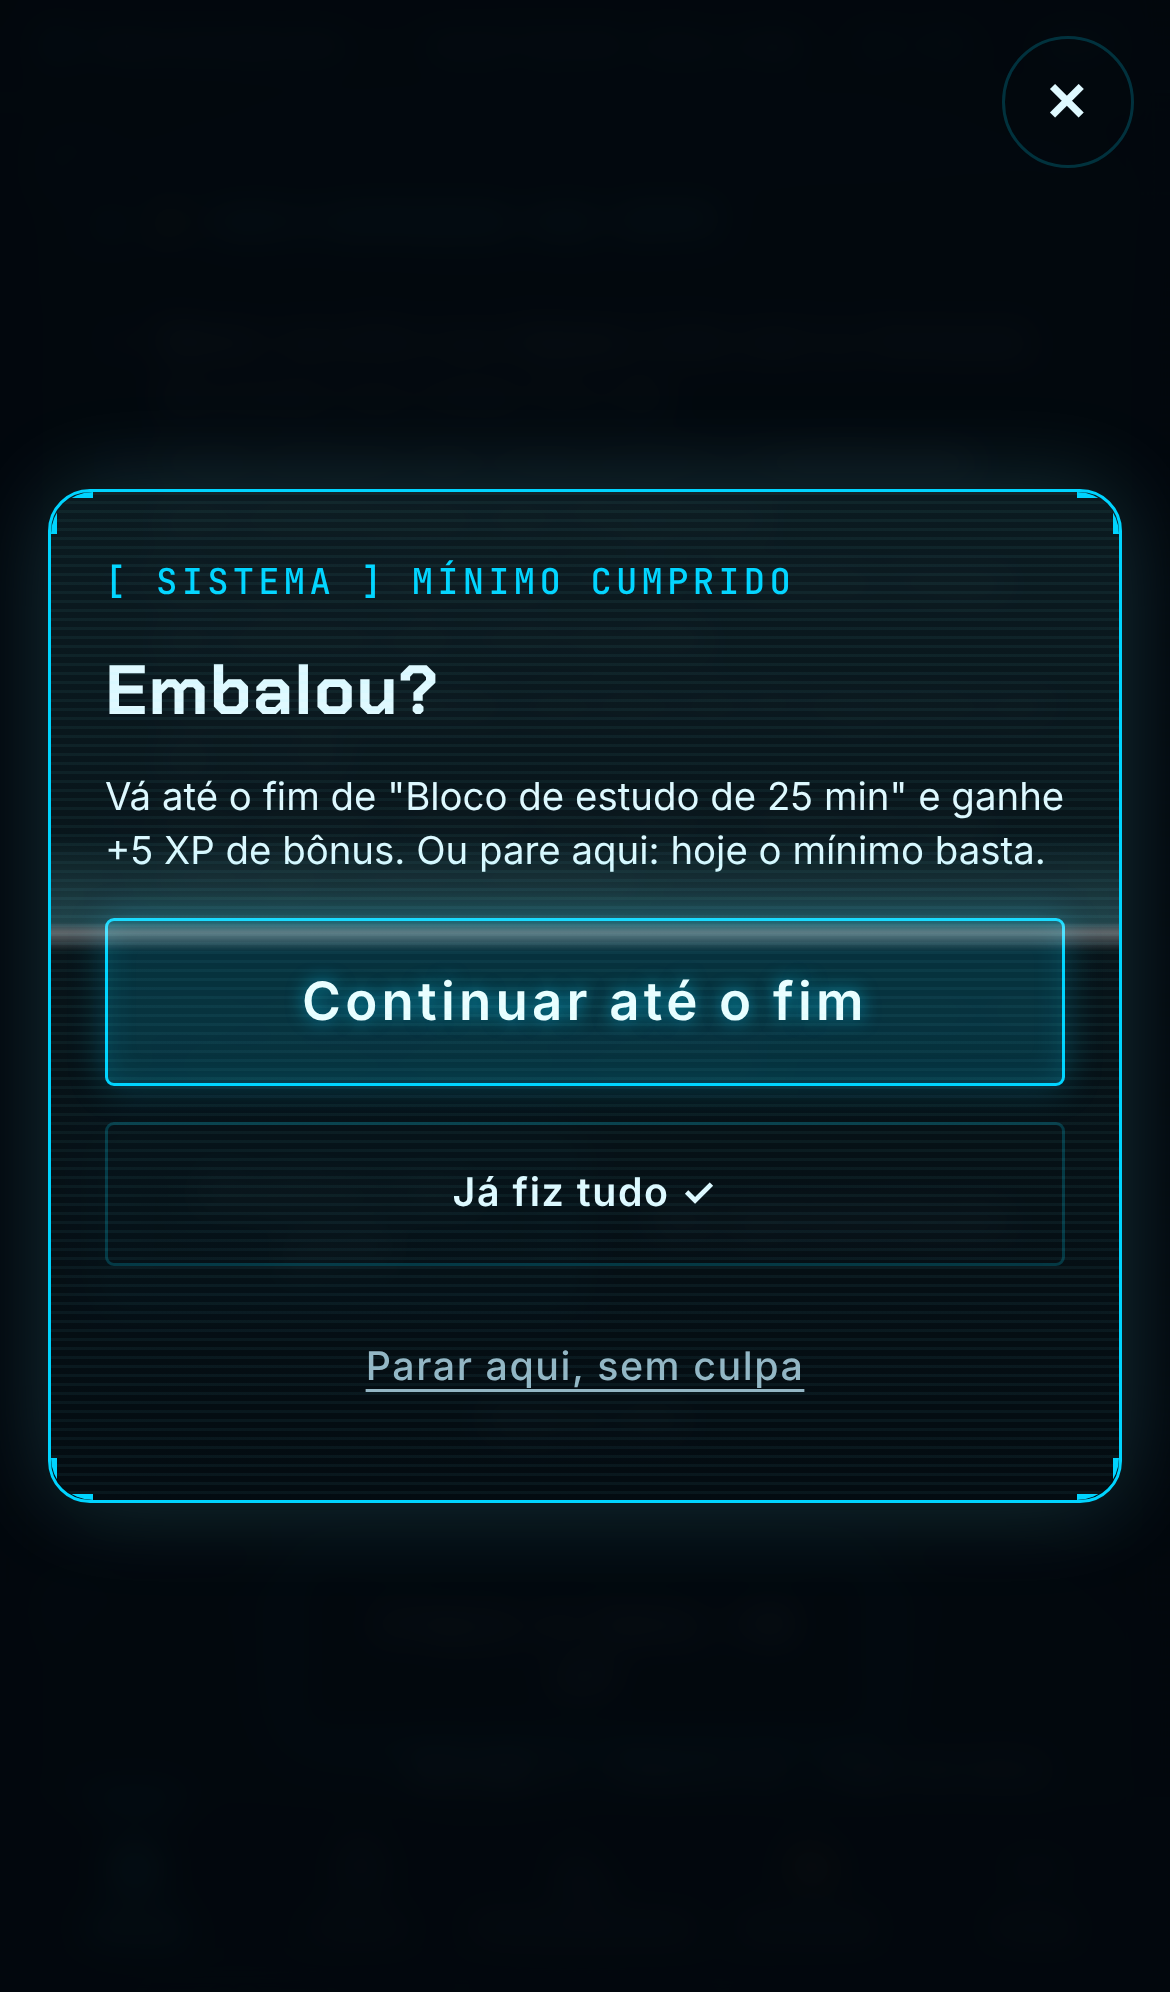 [ SISTEMA ] MÍNIMO CUMPRIDO
Embalou?
Vá até o fim de "Bloco de estudo de 25 min" e ganhe
+5 XP de bônus. Ou pare aqui: hoje o mínimo basta.
Continuar até o fim
Já fiz tudo ✓
Parar aqui, sem culpa